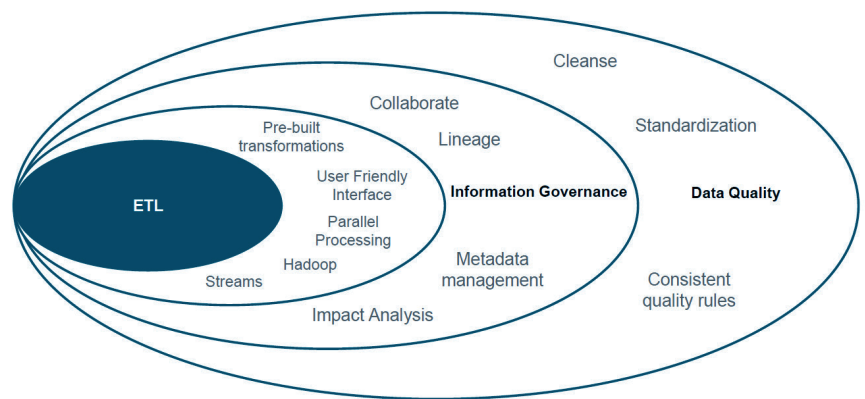 Cleanse
Collaborate
Standardization
Pre-built
transformations
Lineage
User Friendly
Interface
Information Governance
Data Quality
ETL
Parallel
Processing
Hadoop
Metadata
management
Streams
Consistent
quality rules
Impact Analysis